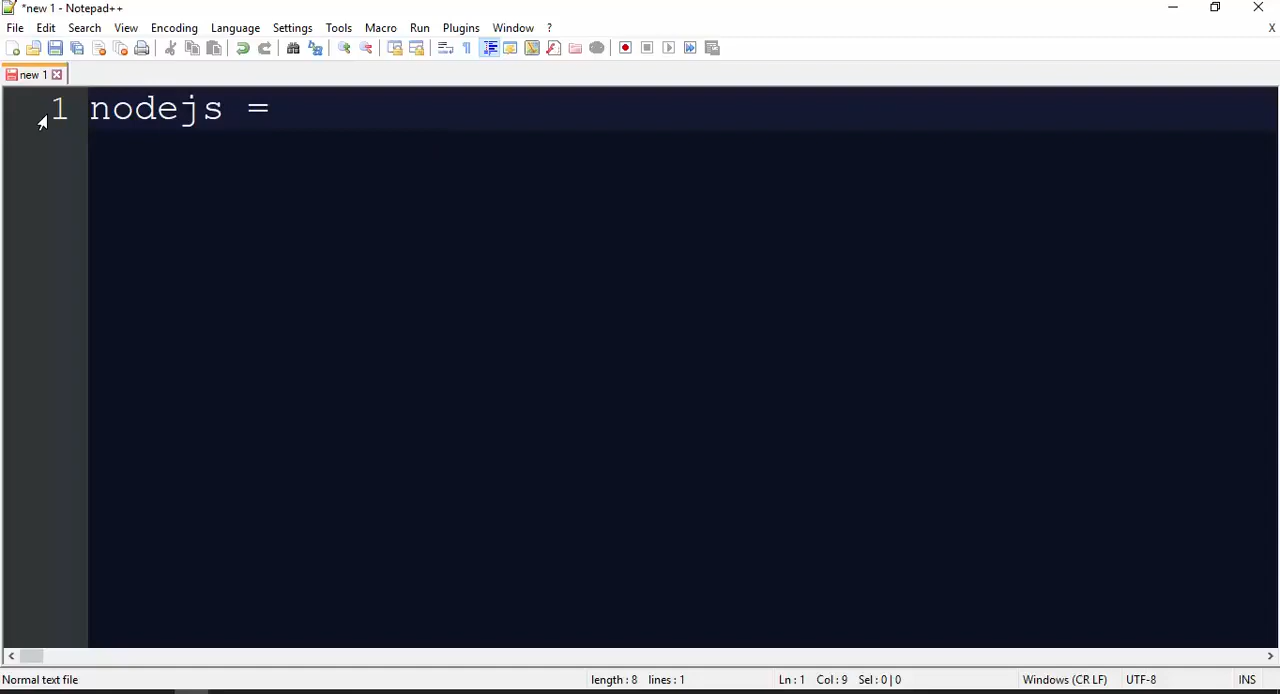 *new 1 - Notepad++
File Edit Search View Encoding Language Settings Tools Macro Run Plugins Window ? X
new 1
1 nodejs =
Normal text file length : 8 lines : 1 Ln : 1 Col : 9 Sel : 0 | 0 Windows (CR LF) UTF-8 INS